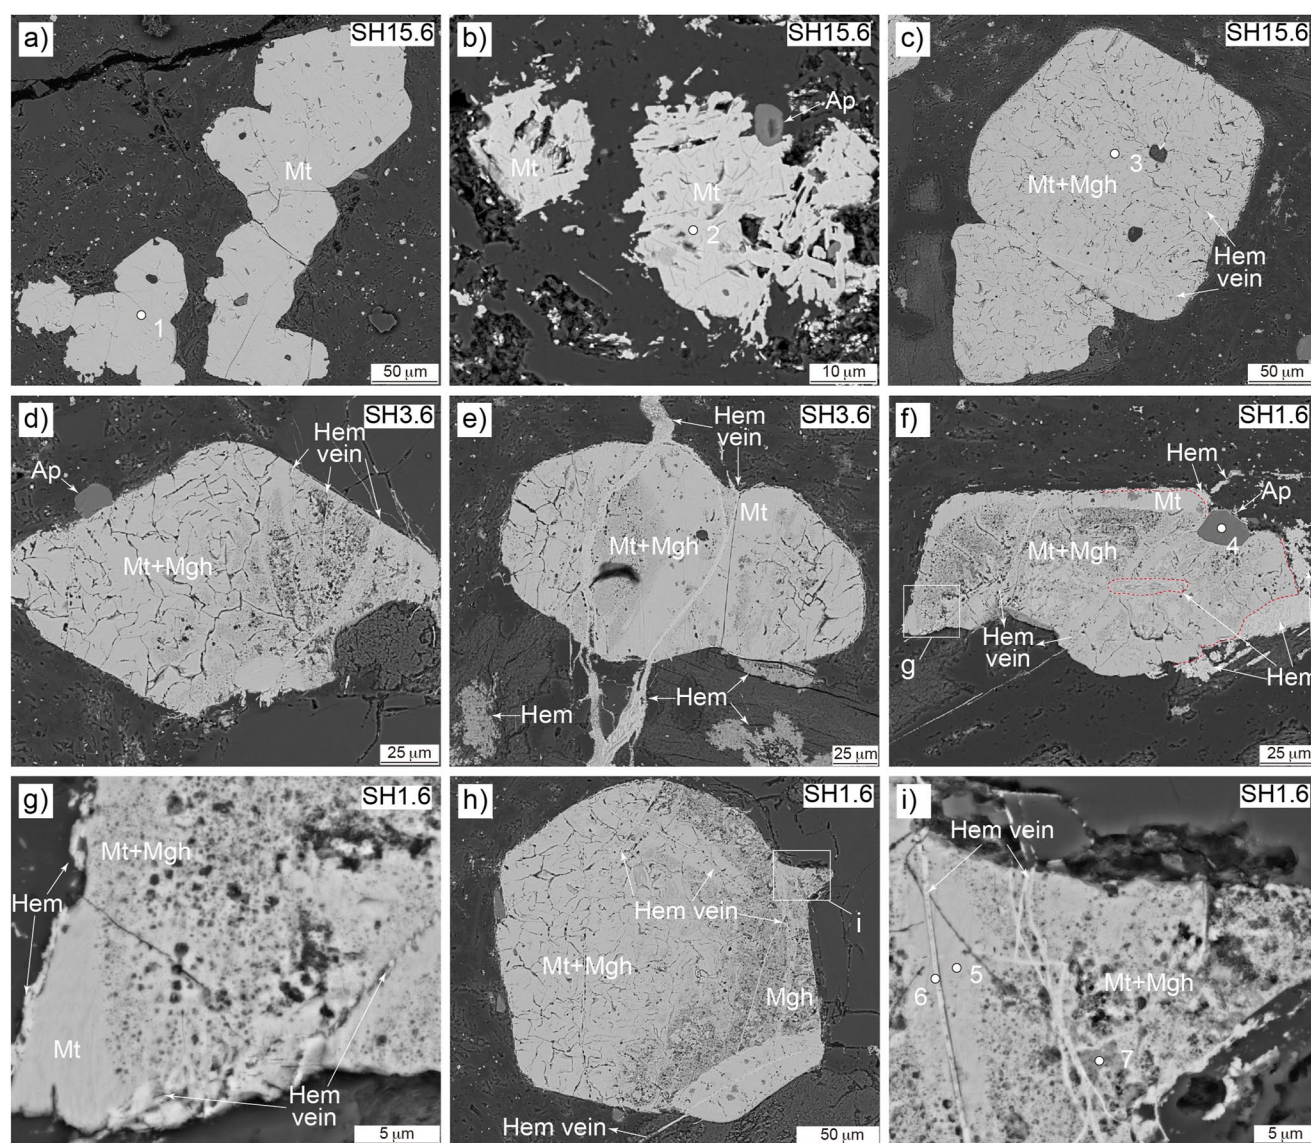 a)
SH15.6
Mt
1
50 μm
b)
SH15.6
Ap
Mt
Mt
2
10 μm
c)
SH15.6
3
Mt+Mgh
Hem
vein
50 μm
d)
SH3.6
Hem
vein
Ap
Mt+Mgh
25 μm
e)
SH3.6
Hem
vein
Mt
Mt+Mgh
Hem
Hem
25 μm
f)
SH1.6
Hem
Mt
Ap
4
Mt+Mgh
Hem
vein
g
Hem
25 μm
g)
SH1.6
Mt+Mgh
Hem
Mt
Hem
vein
5 μm
h)
SH1.6
Hem vein
i
Mt+Mgh
Mgh
Hem vein
50 μm
i)
SH1.6
Hem vein
5
6
Mt+Mgh
7
5 μm